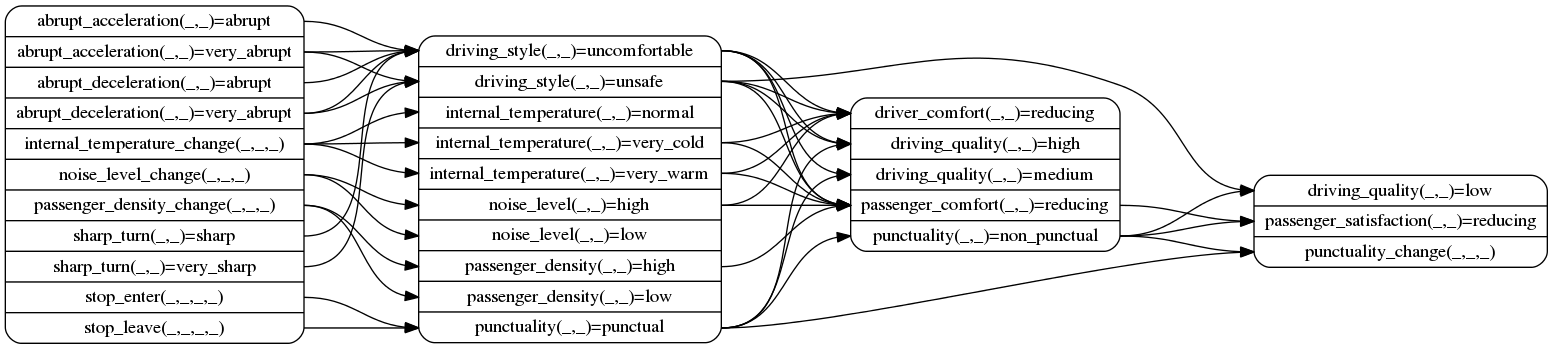 abrupt_acceleration(_,_)=abrupt
abrupt_acceleration(_,_)=very_abrupt
abrupt_deceleration(_,_)=abrupt
abrupt_deceleration(_,_)=very_abrupt
internal_temperature_change(_,_,_)
noise_level_change(_,_,_)
passenger_density_change(_,_,_)
sharp_turn(_,_)=sharp
sharp_turn(_,_)=very_sharp
stop_enter(_,_,_,_)
stop_leave(_,_,_,_)
driving_style(_,_)=uncomfortable
driving_style(_,_)=unsafe
internal_temperature(_,_)=normal
internal_temperature(_,_)=very_cold
internal_temperature(_,_)=very_warm
noise_level(_,_)=high
noise_level(_,_)=low
passenger_density(_,_)=high
passenger_density(_,_)=low
punctuality(_,_)=punctual
driver_comfort(_,_)=reducing
driving_quality(_,_)=high
driving_quality(_,_)=medium
passenger_comfort(_,_)=reducing
punctuality(_,_)=non_punctual
driving_quality(_,_)=low
passenger_satisfaction(_,_)=reducing
punctuality_change(_,_,_)